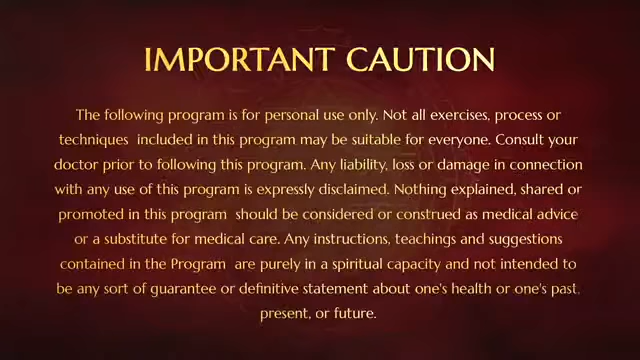 IMPORTANT CAUTION
The following program is for personal use only. Not all exercises, process or
techniques included in this program may be suitable for everyone. Consult your
doctor prior to following this program. Any liability, loss or damage in connection
with any use of this program is expressly disclaimed. Nothing explained, shared or
promoted in this program should be considered or construed as medical advice
or a substitute for medical care. Any instructions, teachings and suggestions
contained in the Program are purely in a spiritual capacity and not intended to
be any sort of guarantee or definitive statement about one's health or one's past,
present, or future.